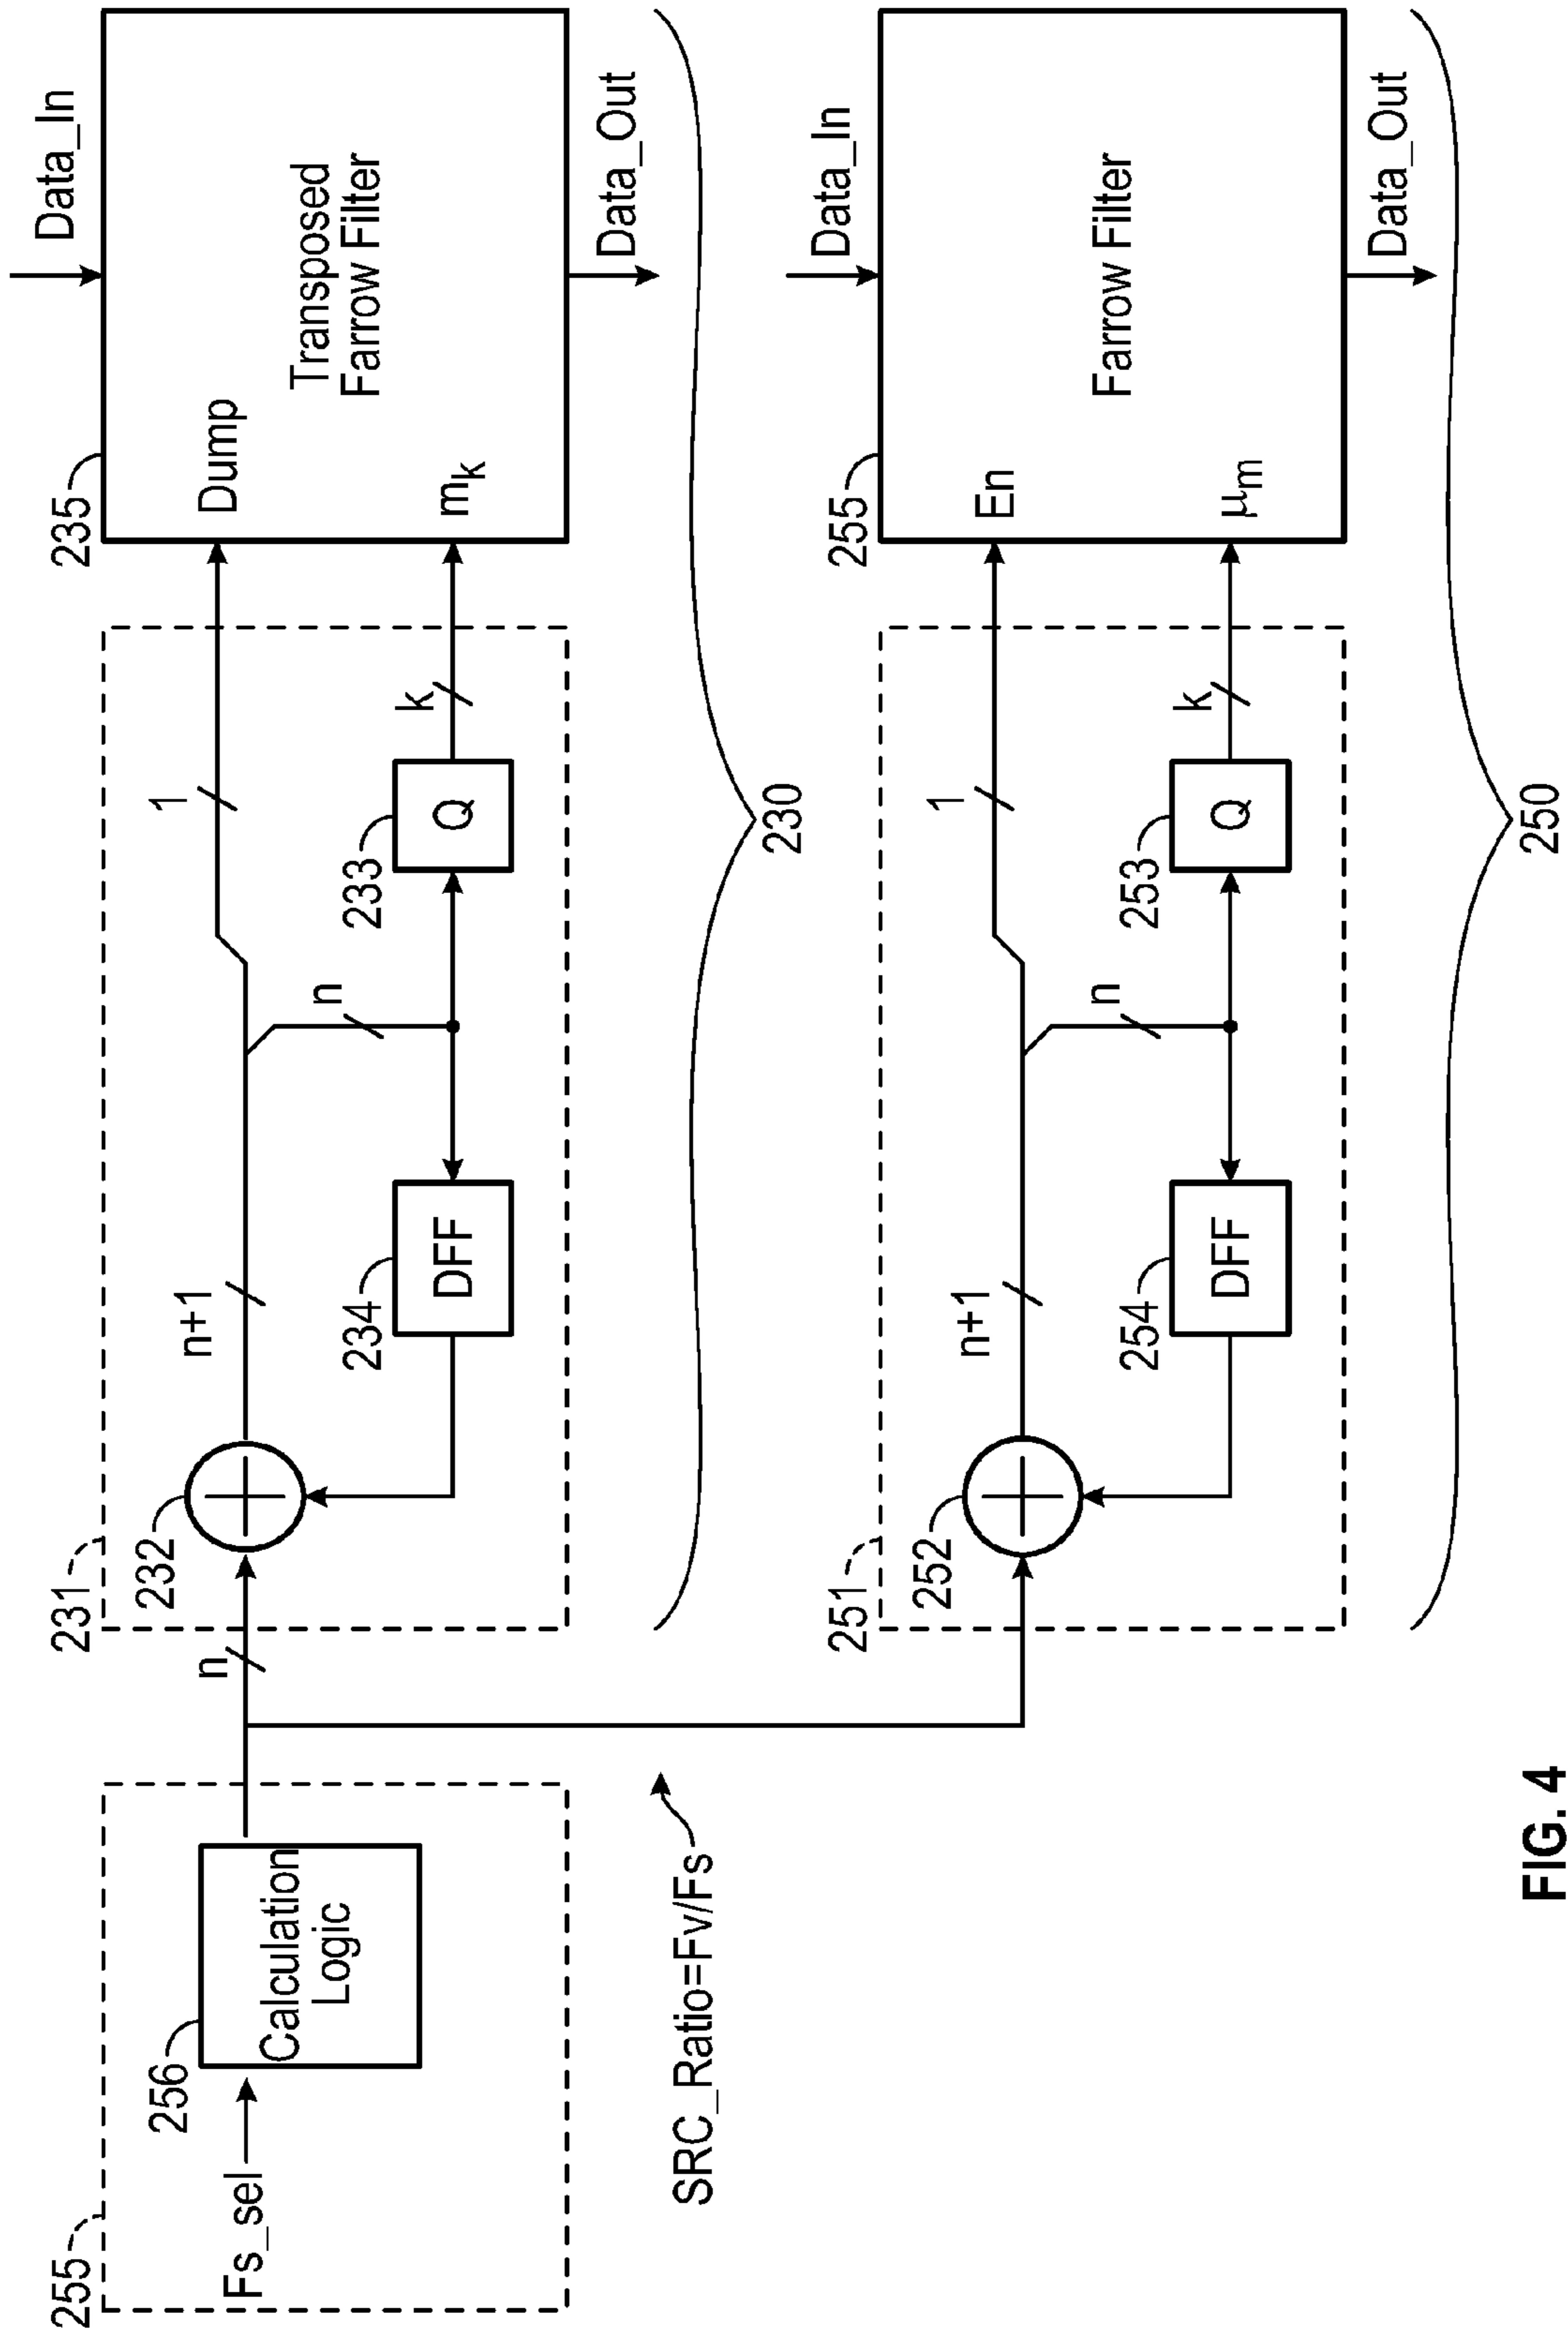 255
256
Fs_sel
Calculation
Logic
SRC_Ratio=Fv/Fs
n
231
232
n+1
234
DFF
n
233
Q
1
k
235
Dump
mk
Transposed
Farrow Filter
Data_In
Data_Out
230
251
252
n+1
254
DFF
n
253
Q
1
k
255
En
μm
Farrow Filter
Data_In
Data_Out
250
FIG. 4